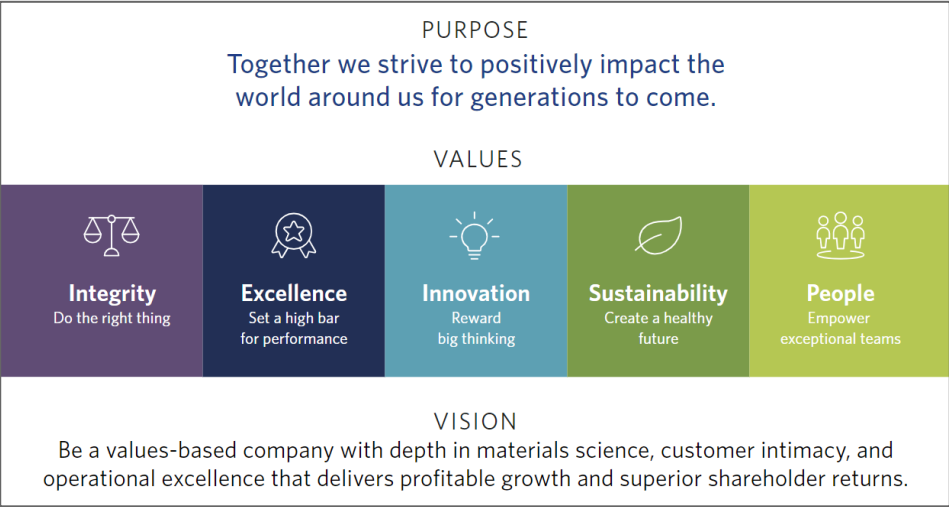 PURPOSE
Together we strive to positively impact the
world around us for generations to come.
VALUES
Integrity
Do the right thing
Excellence
Set a high bar
for performance
Innovation
Reward
big thinking
Sustainability
Create a healthy
future
People
Empower
exceptional teams
VISION
Be a values-based company with depth in materials science, customer intimacy, and
operational excellence that delivers profitable growth and superior shareholder returns.